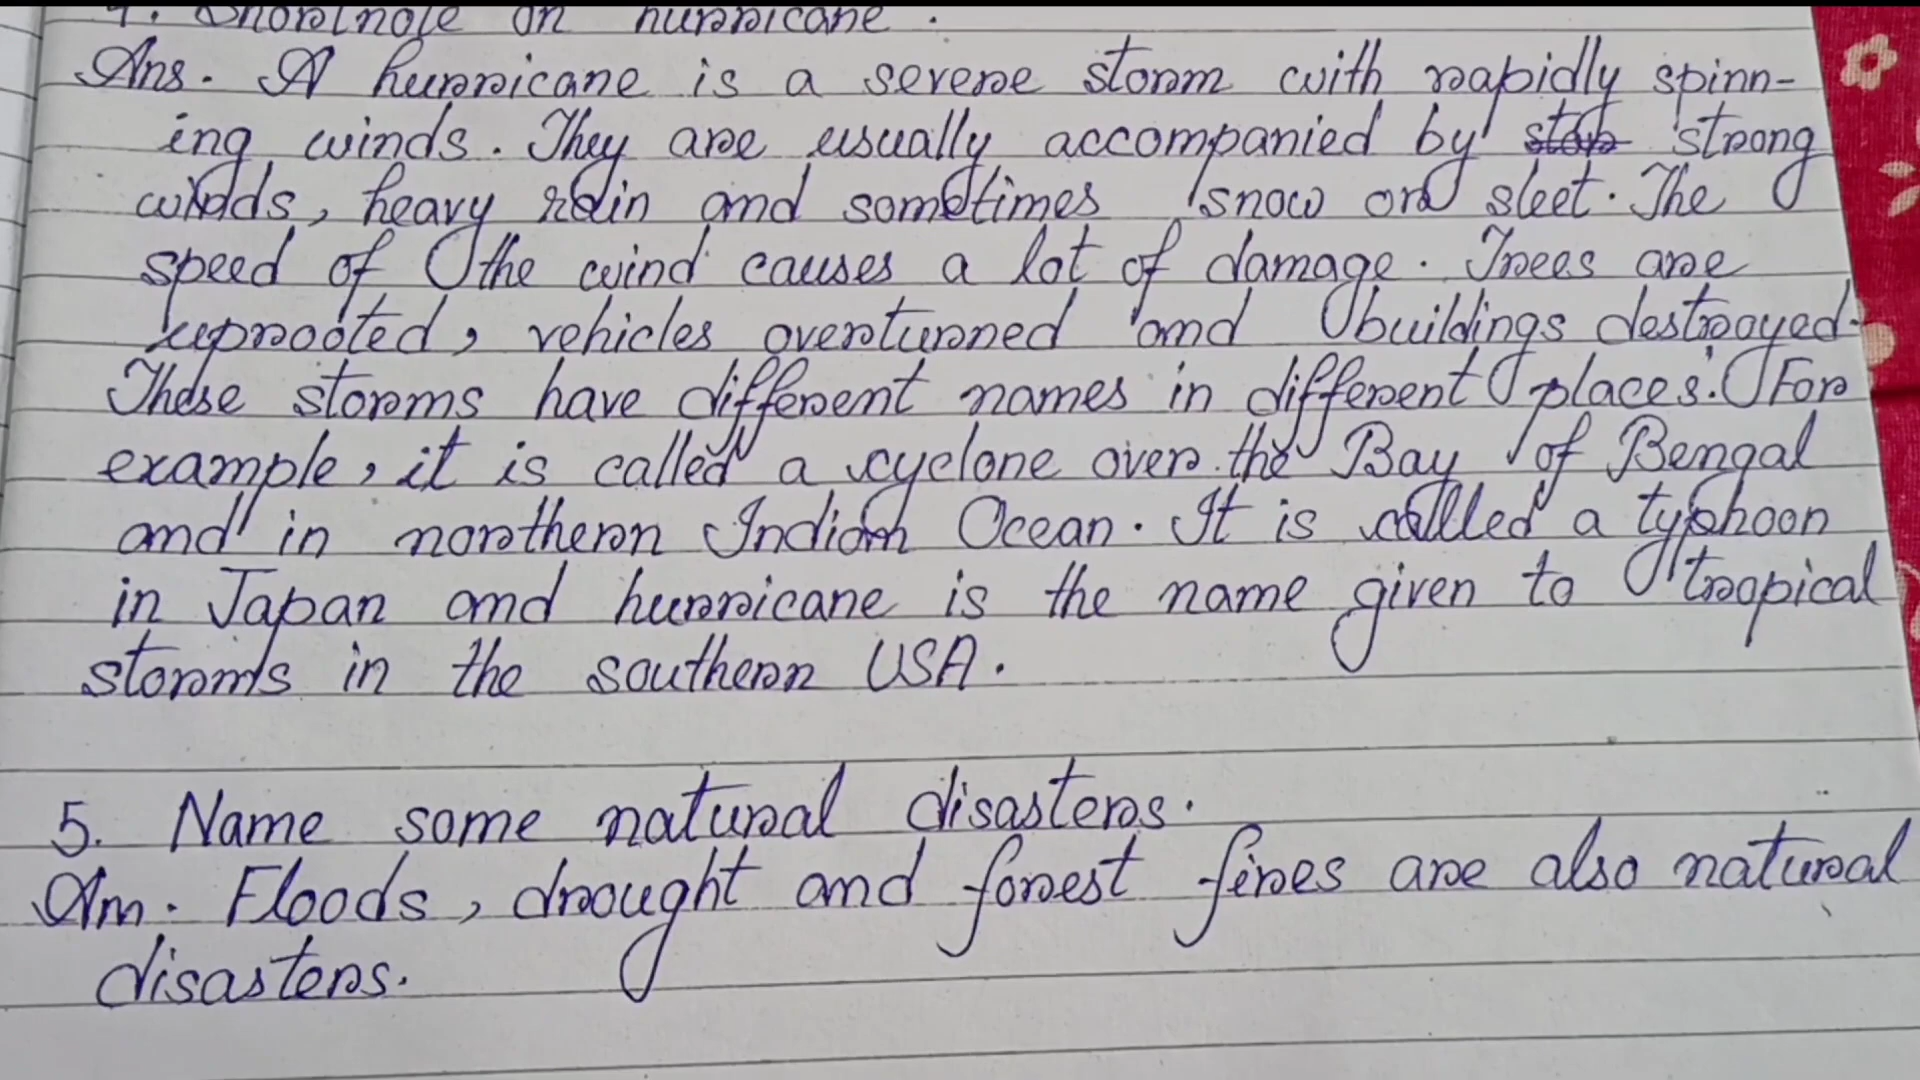 4. Shortnote on hurricane.
Ans. A hurricane is a severe storm with rapidly spinn-
ing winds. They are usually accompanied by strong
winds, heavy rain and sometimes snow or sleet. The
speed of the wind causes a lot of damage. Trees are
uprooted, vehicles overturned and buildings destroyed.
These storms have different names in different places. For
example, it is called a cyclone over the Bay of Bengal
and in northern Indian Ocean. It is called a typhoon
in Japan and hurricane is the name given to tropical
storms in the southern USA.
5. Name some natural disasters.
Ans. Floods, drought and forest fires are also natural
disasters.